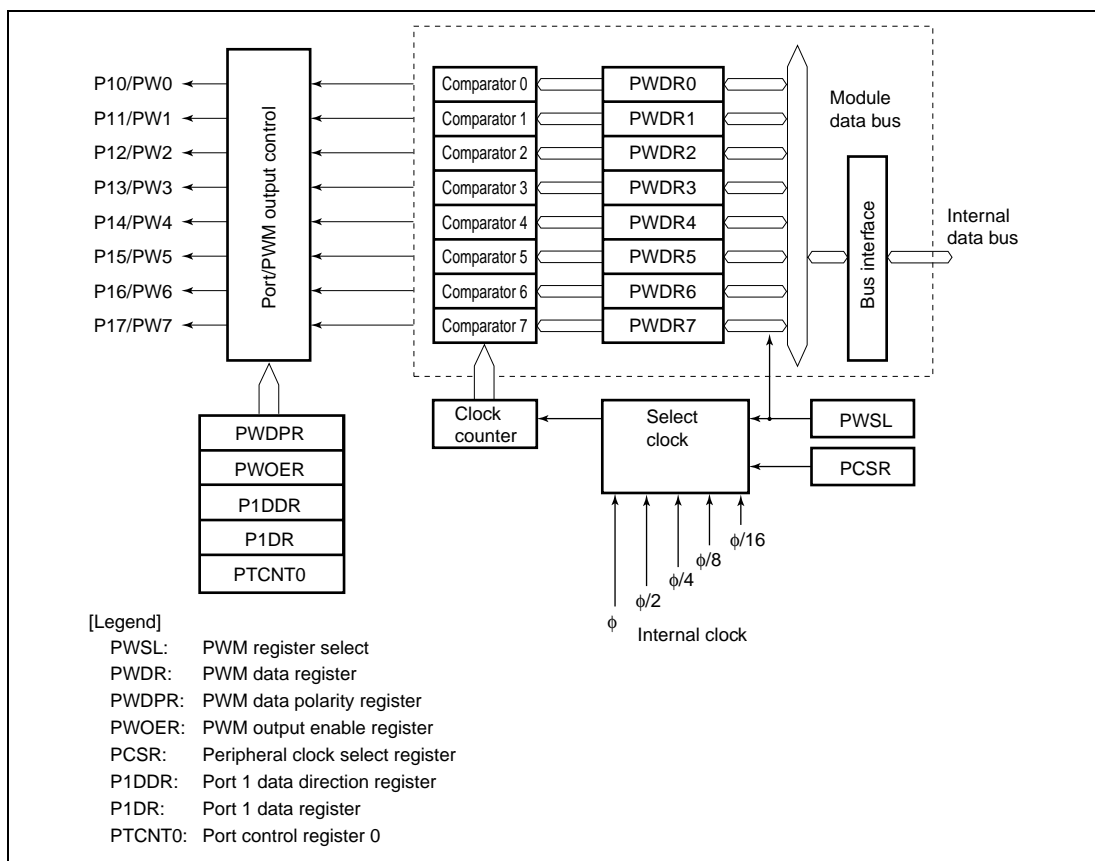 P10/PW0
P11/PW1
P12/PW2
P13/PW3
P14/PW4
P15/PW5
P16/PW6
P17/PW7
Port/PWM output control
Comparator 0
Comparator 1
Comparator 2
Comparator 3
Comparator 4
Comparator 5
Comparator 6
Comparator 7
PWDR0
PWDR1
PWDR2
PWDR3
PWDR4
PWDR5
PWDR6
PWDR7
Module
data bus
Bus interface
Internal
data bus
Clock
counter
Select
clock
PWSL
PCSR
PWDPR
PWOER
P1DDR
P1DR
PTCNT0
ϕ
ϕ/2
ϕ/4
ϕ/8
ϕ/16
Internal clock
[Legend]
PWSL: PWM register select
PWDR: PWM data register
PWDPR: PWM data polarity register
PWOER: PWM output enable register
PCSR: Peripheral clock select register
P1DDR: Port 1 data direction register
P1DR: Port 1 data register
PTCNT0: Port control register 0